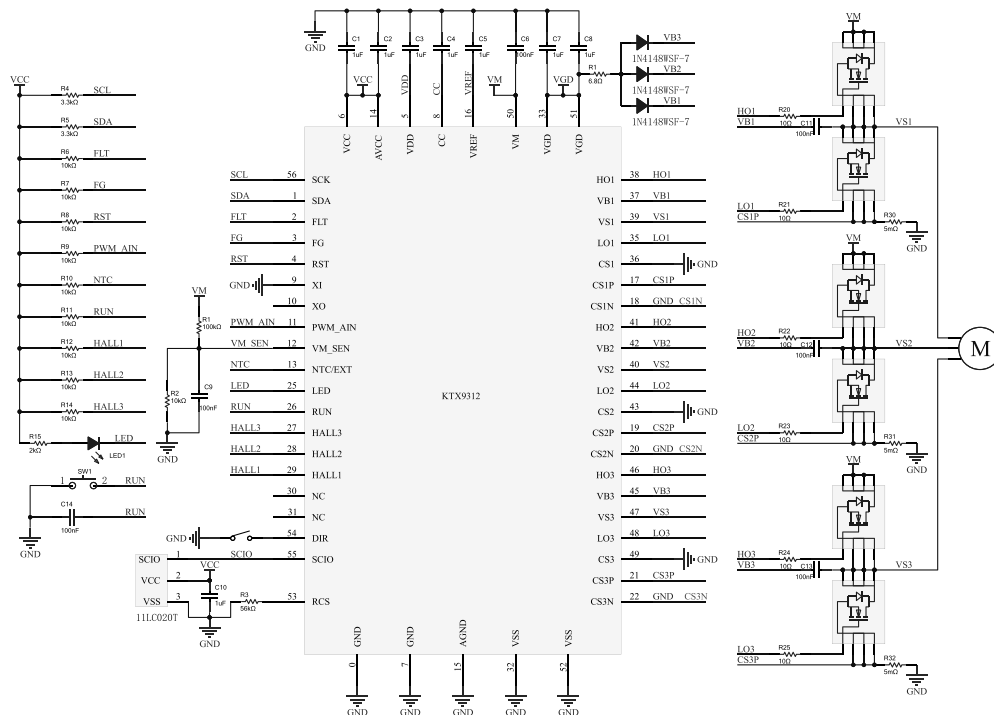 GND
C1
1uF
C2
1uF
C3
1uF
C4
1uF
C5
1uF
C6
100nF
C7
1uF
C8
1uF
VCC
VDD
CC
VREF
VM
VGD
R1
6.8Ω
VB3
1N4148WSF-7
VB2
1N4148WSF-7
VB1
1N4148WSF-7
6
14
5
8
16
50
33
51
VCC
AVCC
VDD
CC
VREF
VM
VGD
VGD
VCC
R4
3.3kΩ
SCL
R5
3.3kΩ
SDA
R6
10kΩ
FLT
R7
10kΩ
FG
R8
10kΩ
RST
R9
10kΩ
PWM_AIN
R10
10kΩ
NTC
R11
10kΩ
RUN
R12
10kΩ
HALL1
R13
10kΩ
HALL2
R14
10kΩ
HALL3
R15
2kΩ
LED1
LED
SW1
1
2
RUN
C14
100nF
RUN
GND
VM
R1
100kΩ
R2
10kΩ
C9
100nF
GND
SCL 56 SCK
SDA 1 SDA
FLT 2 FLT
FG 3 FG
RST 4 RST
GND 9 XI
10 XO
PWM_AIN 11 PWM_AIN
VM_SEN 12 VM_SEN
NTC 13 NTC/EXT
LED 25 LED
RUN 26 RUN
HALL3 27 HALL3
HALL2 28 HALL2
HALL1 29 HALL1
30 NC
31 NC
GND 54 DIR
SCIO 1 SCIO 55 SCIO
VCC 2 VCC
C10
1uF
VSS 3
R3
56kΩ
53 RCS
11LC020T
GND
KTX9312
HO1 38 HO1
VB1 37 VB1
VS1 39 VS1
LO1 35 LO1
CS1 36 GND
CS1P 17 CS1P
CS1N 18 GND CS1N
HO2 41 HO2
VB2 42 VB2
VS2 40 VS2
LO2 44 LO2
CS2 43 GND
CS2P 19 CS2P
CS2N 20 GND CS2N
HO3 46 HO3
VB3 45 VB3
VS3 47 VS3
LO3 48 LO3
CS3 49 GND
CS3P 21 CS3P
CS3N 22 GND CS3N
GND
GND
AGND
VSS
VSS
0
7
15
32
52
GND
GND
GND
GND
GND
VM
HO1
R20
10Ω
VB1
C11
100nF
VS1
LO1
R21
10Ω
CS1P
R30
5mΩ
GND
VM
HO2
R22
10Ω
VB2
C12
100nF
VS2
M
LO2
R23
10Ω
CS2P
R31
5mΩ
GND
VM
HO3
R24
10Ω
VB3
C13
100nF
VS3
LO3
R25
10Ω
CS3P
R32
5mΩ
GND